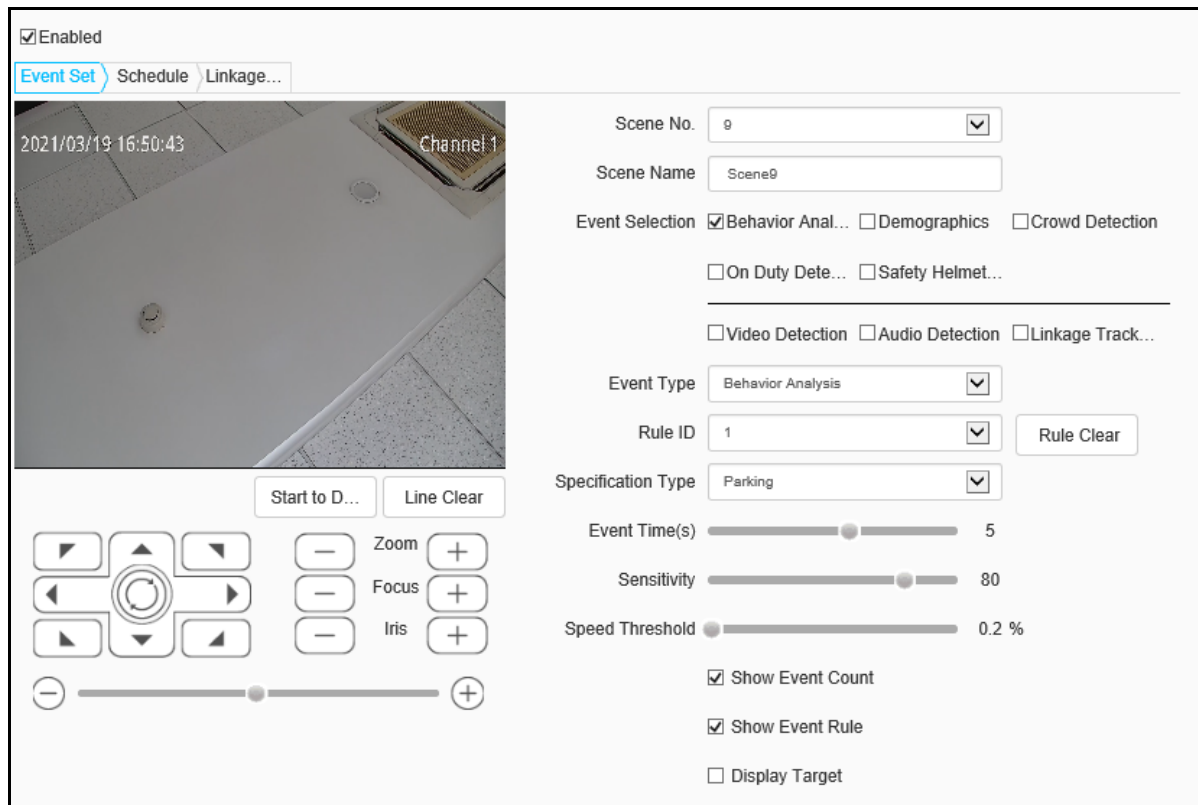 Enabled
Event Set Schedule Linkage...
2021/03/19 16:50:43 Channel 1
Start to D... Line Clear
Zoom
Focus
Iris
Scene No. 9
Scene Name Scene9
Event Selection Behavior Anal... Demographics Crowd Detection
On Duty Dete... Safety Helmet...
Video Detection Audio Detection Linkage Track...
Event Type Behavior Analysis
Rule ID 1 Rule Clear
Specification Type Parking
Event Time(s) 5
Sensitivity 80
Speed Threshold 0.2 %
Show Event Count
Show Event Rule
Display Target